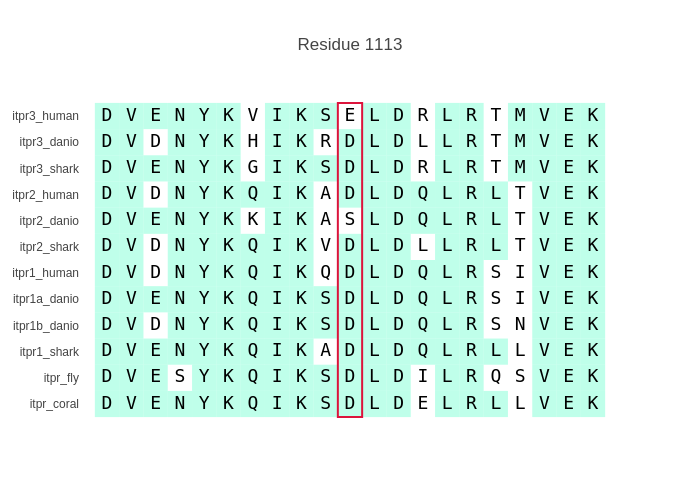 Residue 1113
itpr3_human D V E N Y K V I K S E L D R L R T M V E K
itpr3_danio D V D N Y K H I K R D L D L L R T M V E K
itpr3_shark D V E N Y K G I K S D L D R L R T M V E K
itpr2_human D V D N Y K Q I K A D L D Q L R L T V E K
itpr2_danio D V E N Y K K I K A S L D Q L R L T V E K
itpr2_shark D V D N Y K Q I K V D L D L L R L T V E K
itpr1_human D V D N Y K Q I K Q D L D Q L R S I V E K
itpr1a_danio D V E N Y K Q I K S D L D Q L R S I V E K
itpr1b_danio D V D N Y K Q I K S D L D Q L R S N V E K
itpr1_shark D V E N Y K Q I K A D L D Q L R L L V E K
itpr_fly D V E S Y K Q I K S D L D I L R Q S V E K
itpr_coral D V E N Y K Q I K S D L D E L R L L V E K